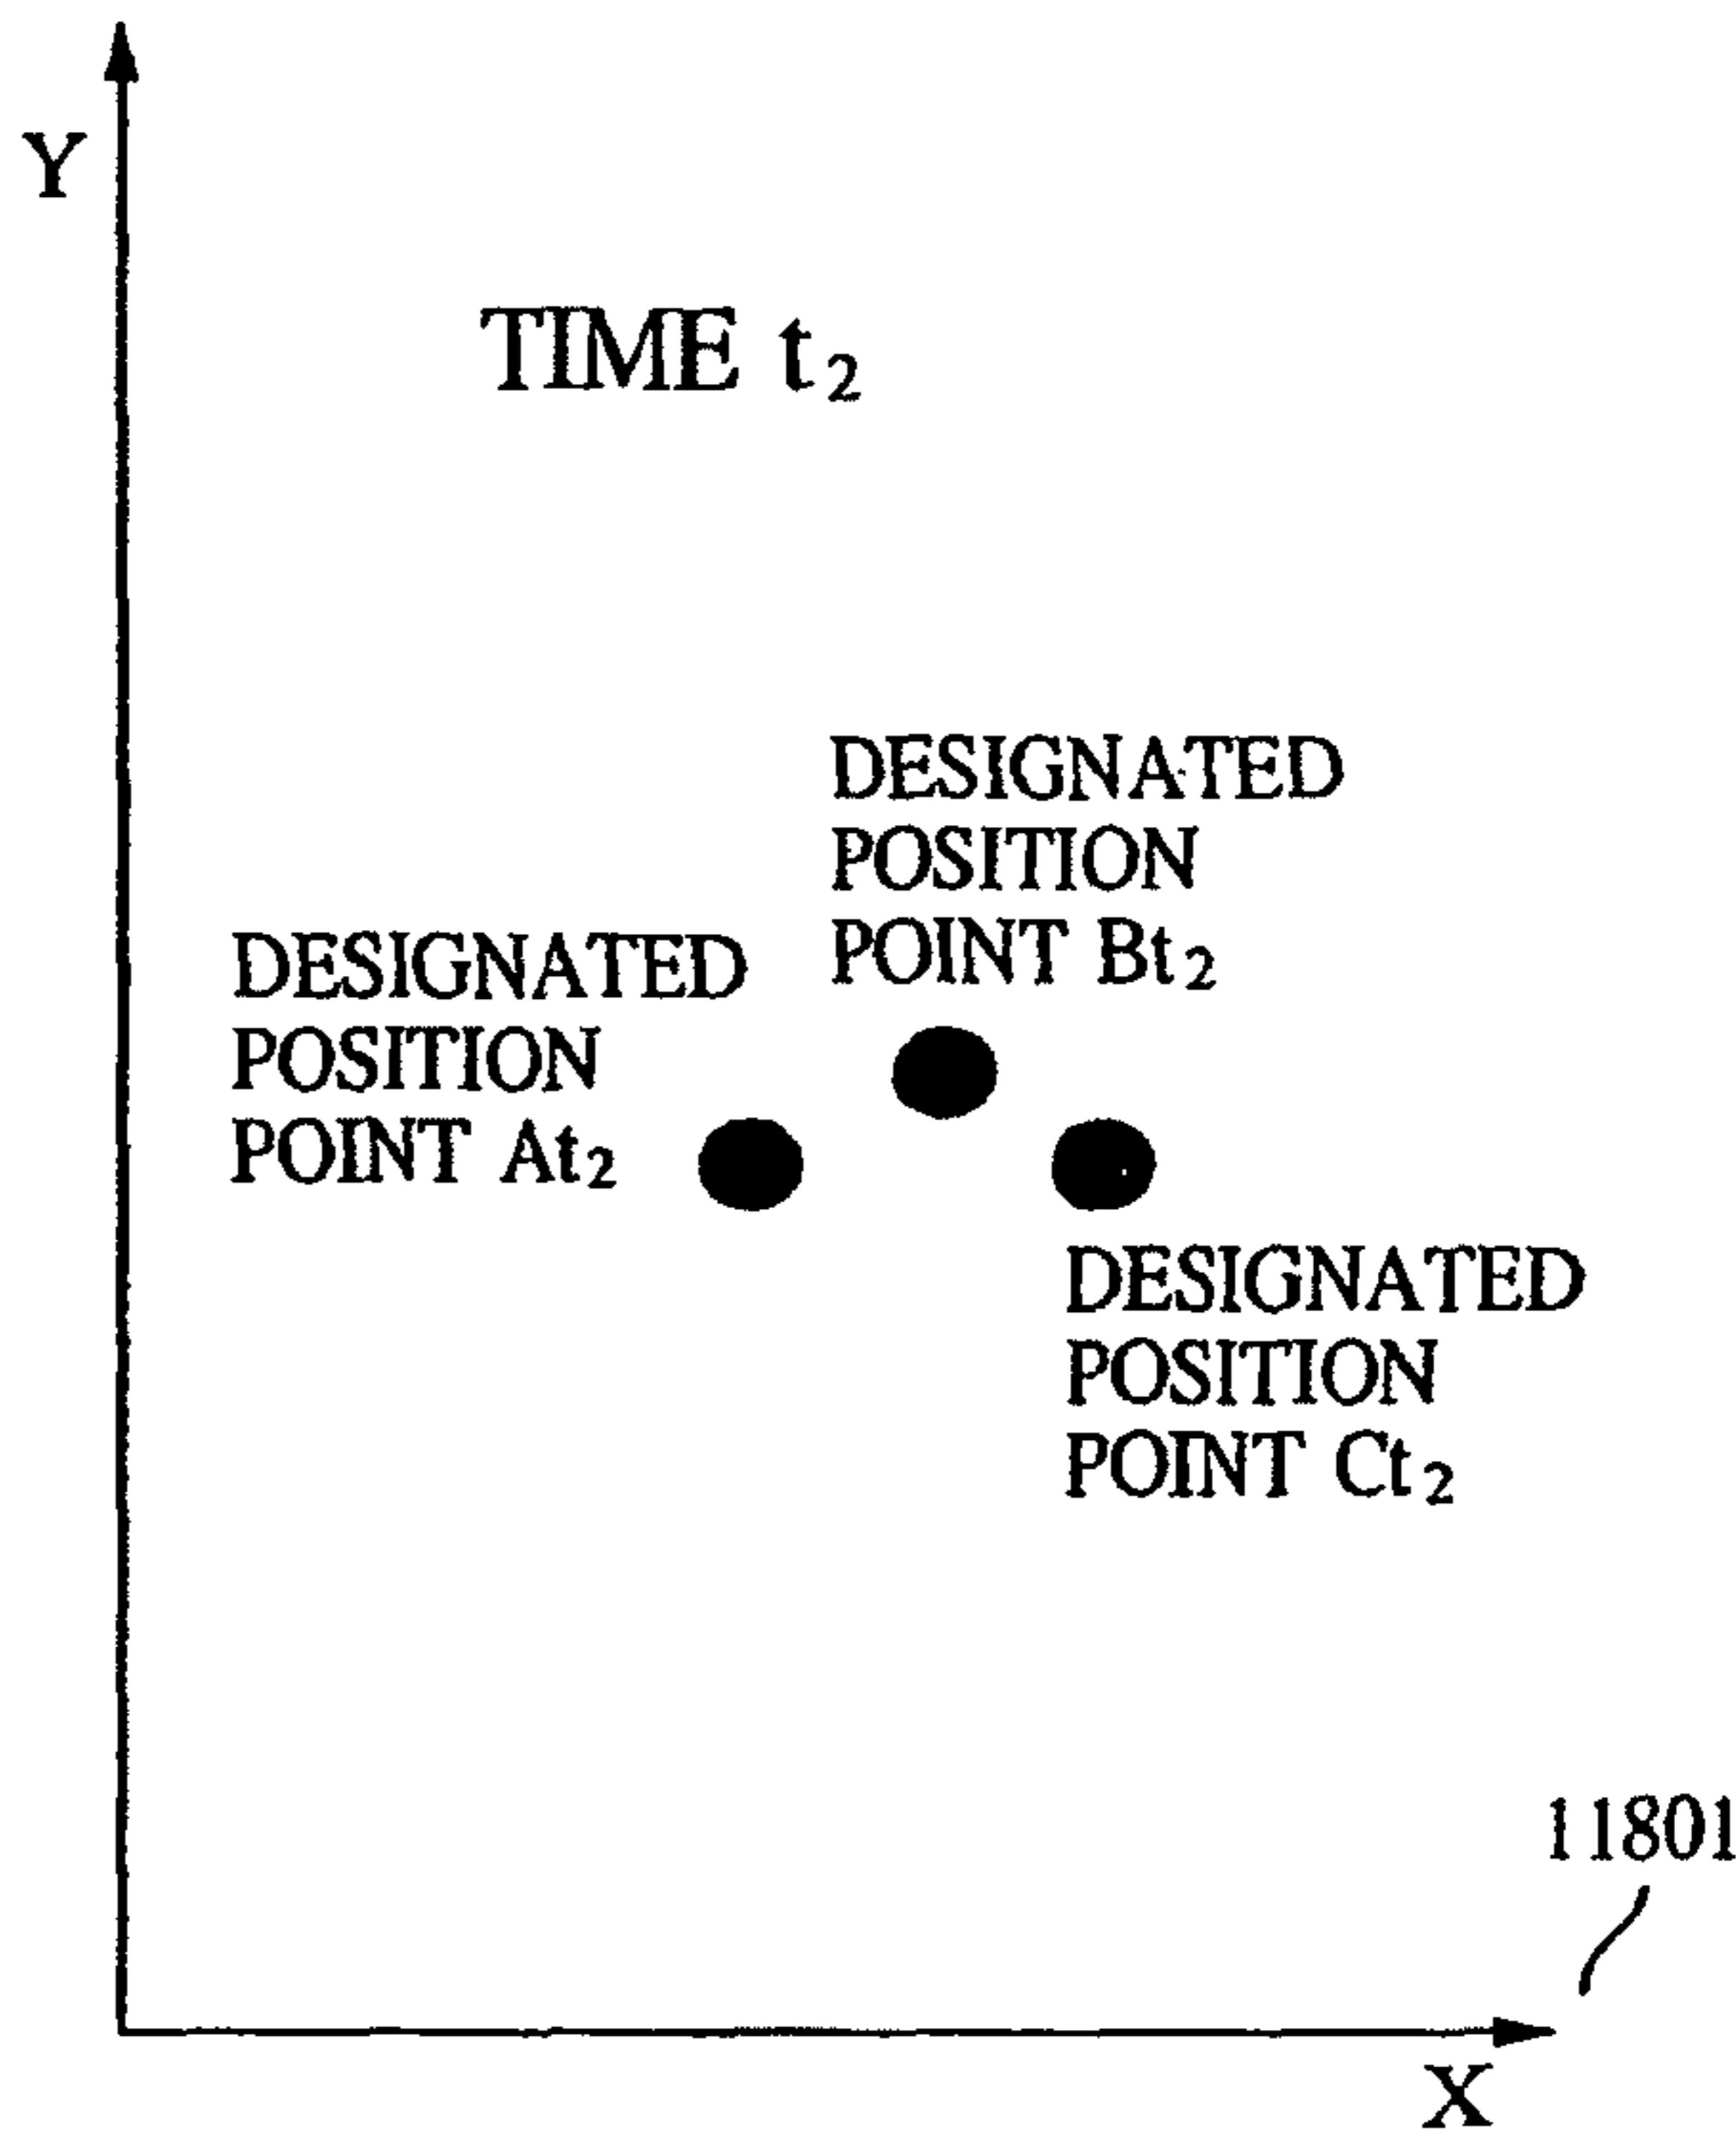 Y
TIME t₂
DESIGNATED
POSITION
POINT Bt₂
DESIGNATED
POSITION
POINT At₂
DESIGNATED
POSITION
POINT Ct₂
11801
X